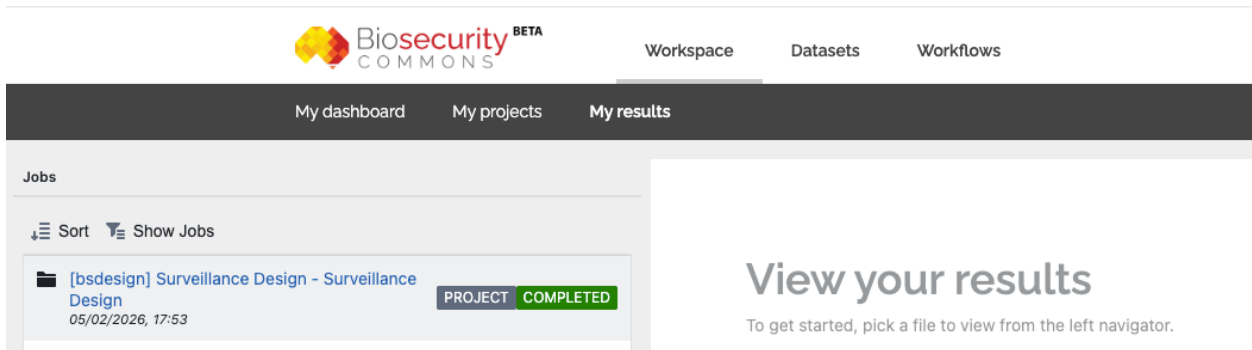 Biosecurity BETA
COMMONS
Workspace Datasets Workflows
My dashboard My projects My results
Jobs
Sort Show Jobs
[bsdesign] Surveillance Design - Surveillance
Design
PROJECT COMPLETED
05/02/2026, 17:53
View your results
To get started, pick a file to view from the left navigator.